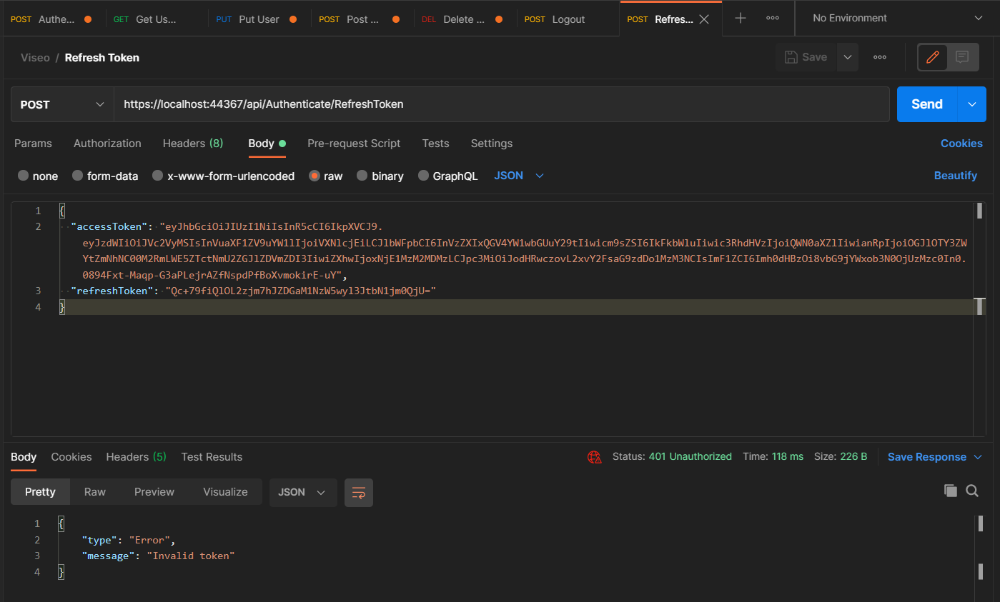 POST Authe... GET Get Us... PUT Put User POST Post ... DEL Delete ... POST Logout POST Refres... No Environment
Viseo / Refresh Token Save
POST https://localhost:44367/api/Authenticate/RefreshToken Send
Params Authorization Headers (8) Body Pre-request Script Tests Settings Cookies
none form-data x-www-form-urlencoded raw binary GraphQL JSON Beautify
1 {
2 "accessToken": "eyJhbGciOiJIUzI1NiIsInR5cCI6IkpXVCJ9.
eyJzdWIiOiJVc2VyMSIsInVuaXF1ZV9uYW1lIjoiVXNlcjEiLCJlbWFpbCI6InVzZXIxQGV4YW1wbGUuY29tIiwicm9sZSI6IkFkbWluIiwic3RhdHVzIjoiQWN0aXZlIiwianRpIjoiOGJlOTY3ZW
YtZmNhNC00M2RmLWE5ZTctNmU2ZGJlZDVmZDI3IiwiZXhwIjoxNjE1MzM2MDMzLCJpc3MiOiJodHRwczovL2xvY2FsaG9zdDo1MzM3NCIsImF1ZCI6Imh0dHBzOi8vbG9jYWxob3N0OjUzMzc0In0.
0894Fxt-Maqp-G3aPLejrAZfNspdPfBoXvmokirE-uY",
3 "refreshToken": "Qc+79fiQlOL2zjm7hJZDGaM1NzW5wyl3JtbN1jm0QjU="
4 }
Body Cookies Headers (5) Test Results Status: 401 Unauthorized Time: 118 ms Size: 226 B Save Response
Pretty Raw Preview Visualize JSON
1 {
2 "type": "Error",
3 "message": "Invalid token"
4 }